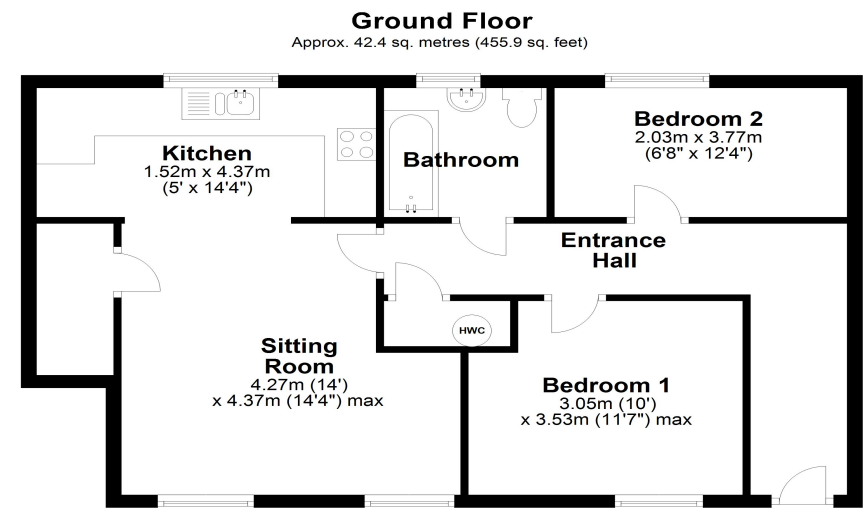 Ground Floor
Approx. 42.4 sq. metres (455.9 sq. feet)
Kitchen
1.52m x 4.37m
(5' x 14'4")
Bathroom
Bedroom 2
2.03m x 3.77m
(6'8" x 12'4")
Entrance
Hall
HWC
Sitting
Room
4.27m (14')
x 4.37m (14'4") max
Bedroom 1
3.05m (10')
x 3.53m (11'7") max